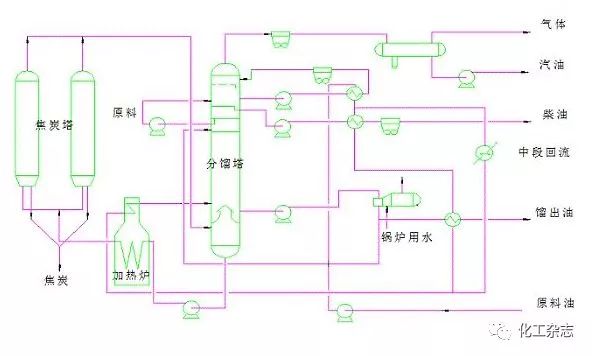 气体
汽油
原料
焦炭塔
柴油
中段回流
分馏塔
馏出油
锅炉用水
加热炉
焦炭
原料油
化工杂志